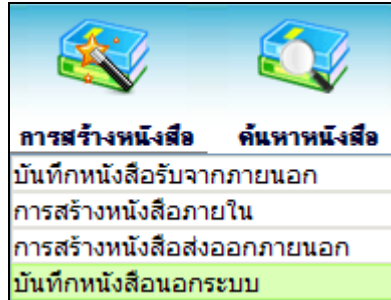 การสร้างหนังสือ ค้นหาหนังสือ
บันทึกหนังสือรับจากภายนอก
การสร้างหนังสือภายใน
การสร้างหนังสือส่งออกภายนอก
บันทึกหนังสือนอกระบบ